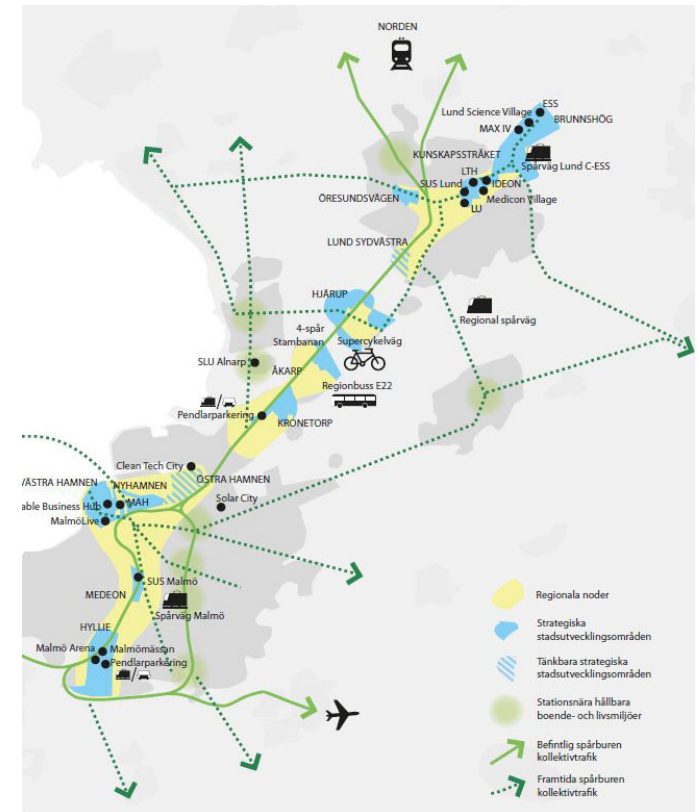 NORDEN
ESS
Lund Science Village
BRUNNSHÖG
MAX IV
KUNSKAPSSTRÅKET
Spårväg Lund C-ESS
LTH
SUS Lund
IDEON
Medicon Village
ÖRESUNDSVÄGEN
LU
LUND SYDVÄSTRA
HJÄRUP
Regional spårväg
4-spår
Stambanan
Supercykelväg
SLU Alnarp
ÅKARP
Regionbuss E22
Pendlarparkering
KRONETORP
Clean Tech City
ÖSTRA HAMNEN
VÄSTRA HAMNEN
NYHAMNEN
Solar City
able Business Hub
MAH
MalmöLive
SUS Malmö
MEDEON
Spårväg Malmö
HYLLIE
Malmö Arena
Malmömässan
Pendlarparkering
Regionala noder
Strategiska
stadsutvecklingsområden
Tänkbara strategiska
stadsutvecklingsområden
Stationsnära hållbara
boende- och livsmiljöer
Befintlig spårburen
kollektivtrafik
Framtida spårburen
kollektivtrafik